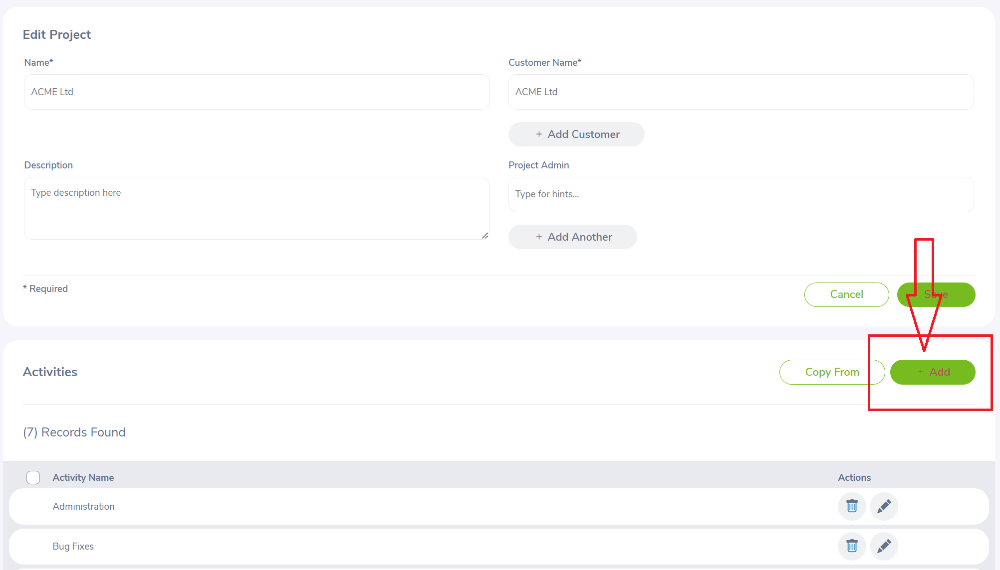 Edit Project
Name*
Customer Name*
ACME Ltd
ACME Ltd
+ Add Customer
Description
Project Admin
Type description here
Type for hints...
+ Add Another
* Required
Cancel
Save
Activities
Copy From
+ Add
(7) Records Found
Activity Name
Actions
Administration
Bug Fixes